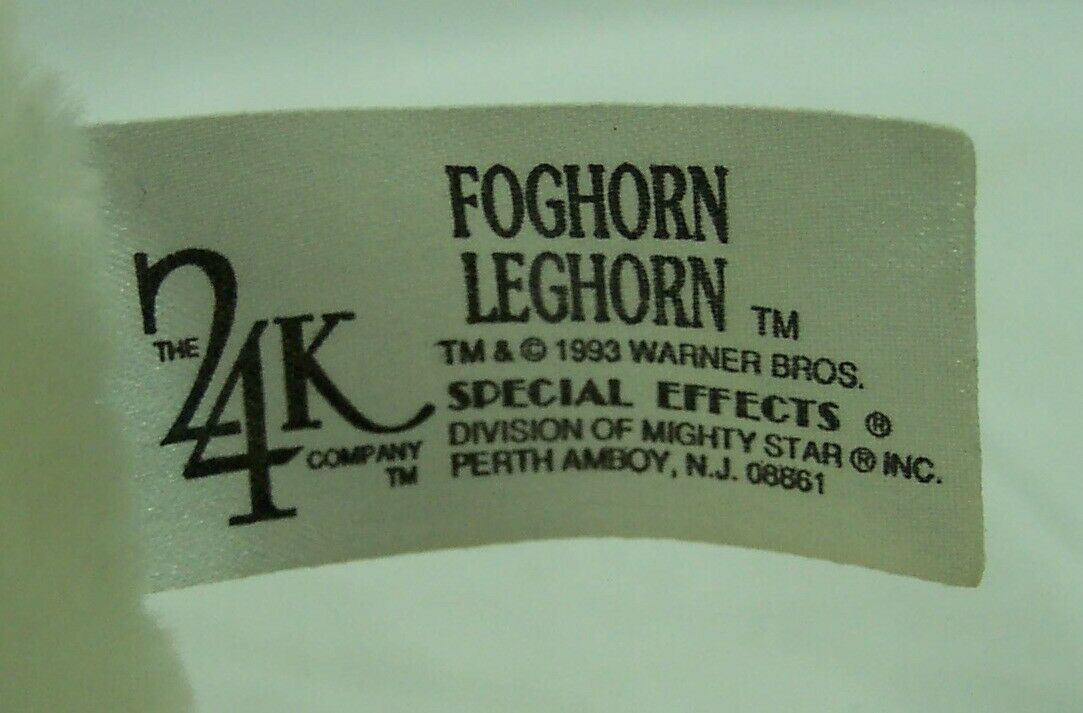 THE 24K
COMPANY
TM
FOGHORN
LEGHORN TM
TM & © 1993 WARNER BROS.
SPECIAL EFFECTS ®
DIVISION OF MIGHTY STAR ® INC.
PERTH AMBOY, N.J. 08861